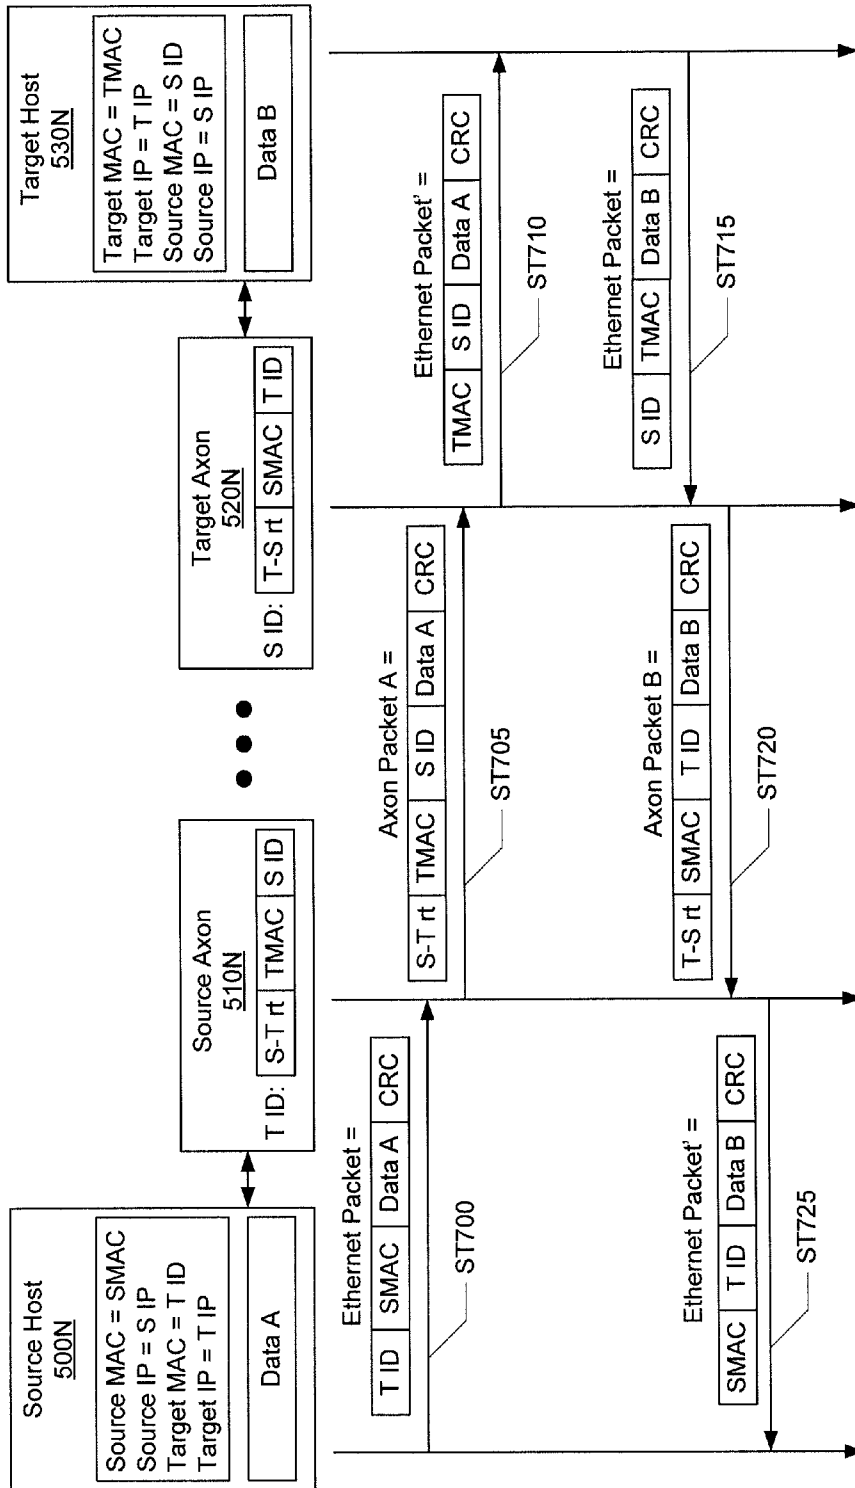 Source Host
500N
Source MAC = SMAC
Source IP = S IP
Target MAC = T ID
Target IP = T IP
Data A
Source Axon
510N
T ID: S-T rt TMAC S ID
Target Axon
520N
S ID: T-S rt SMAC T ID
Target Host
530N
Target MAC = TMAC
Target IP = T IP
Source MAC = S ID
Source IP = S IP
Data B
Ethernet Packet =
T ID SMAC Data A CRC
ST700
Axon Packet A =
S-T rt TMAC S ID Data A CRC
ST705
Ethernet Packet' =
TMAC S ID Data A CRC
ST710
Ethernet Packet =
S ID TMAC Data B CRC
ST715
Axon Packet B =
T-S rt SMAC T ID Data B CRC
ST720
Ethernet Packet' =
SMAC T ID Data B CRC
ST725